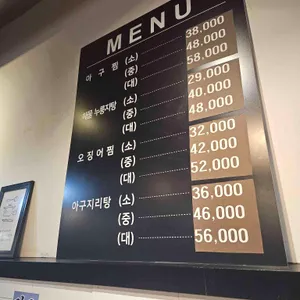 MENU
아구찜 (소) 38,000
(중) 48,000
(대) 58,000
해물누룽지탕 (소) 29,000
(중) 40,000
(대) 48,000
오징어찜 (소) 32,000
(중) 42,000
(대) 52,000
아구지리탕 (소) 36,000
(중) 46,000
(대) 56,000